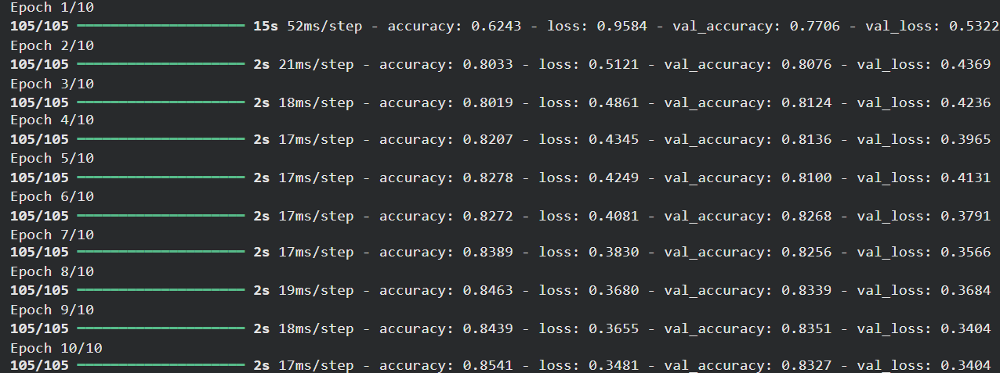 Epoch 1/10
105/105 ━━━━━━━━━━━━━━━━━━━━ 15s 52ms/step - accuracy: 0.6243 - loss: 0.9584 - val_accuracy: 0.7706 - val_loss: 0.5322
Epoch 2/10
105/105 ━━━━━━━━━━━━━━━━━━━━ 2s 21ms/step - accuracy: 0.8033 - loss: 0.5121 - val_accuracy: 0.8076 - val_loss: 0.4369
Epoch 3/10
105/105 ━━━━━━━━━━━━━━━━━━━━ 2s 18ms/step - accuracy: 0.8019 - loss: 0.4861 - val_accuracy: 0.8124 - val_loss: 0.4236
Epoch 4/10
105/105 ━━━━━━━━━━━━━━━━━━━━ 2s 17ms/step - accuracy: 0.8207 - loss: 0.4345 - val_accuracy: 0.8136 - val_loss: 0.3965
Epoch 5/10
105/105 ━━━━━━━━━━━━━━━━━━━━ 2s 17ms/step - accuracy: 0.8278 - loss: 0.4249 - val_accuracy: 0.8100 - val_loss: 0.4131
Epoch 6/10
105/105 ━━━━━━━━━━━━━━━━━━━━ 2s 17ms/step - accuracy: 0.8272 - loss: 0.4081 - val_accuracy: 0.8268 - val_loss: 0.3791
Epoch 7/10
105/105 ━━━━━━━━━━━━━━━━━━━━ 2s 17ms/step - accuracy: 0.8389 - loss: 0.3830 - val_accuracy: 0.8256 - val_loss: 0.3566
Epoch 8/10
105/105 ━━━━━━━━━━━━━━━━━━━━ 2s 19ms/step - accuracy: 0.8463 - loss: 0.3680 - val_accuracy: 0.8339 - val_loss: 0.3684
Epoch 9/10
105/105 ━━━━━━━━━━━━━━━━━━━━ 2s 18ms/step - accuracy: 0.8439 - loss: 0.3655 - val_accuracy: 0.8351 - val_loss: 0.3404
Epoch 10/10
105/105 ━━━━━━━━━━━━━━━━━━━━ 2s 17ms/step - accuracy: 0.8541 - loss: 0.3481 - val_accuracy: 0.8327 - val_loss: 0.3404